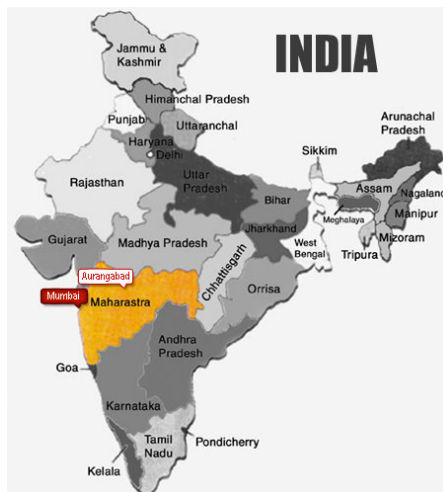 INDIA
Jammu &
Kashmir
Himanchal Pradesh
Punjab
Uttaranchal
Haryana
Delhi
Arunachal
Pradesh
Sikkim
Rajasthan
Uttar
Pradesh
Assam
Nagaland
Bihar
Meghalaya
Manipur
Jharkhand
Gujarat
Madhya Pradesh
West
Bengal
Tripura
Mizoram
Aurangabad
Chhattisgarh
Mumbai
Maharastra
Orrisa
Andhra
Pradesh
Goa
Karnataka
Tamil
Nadu
Pondicherry
Kelala